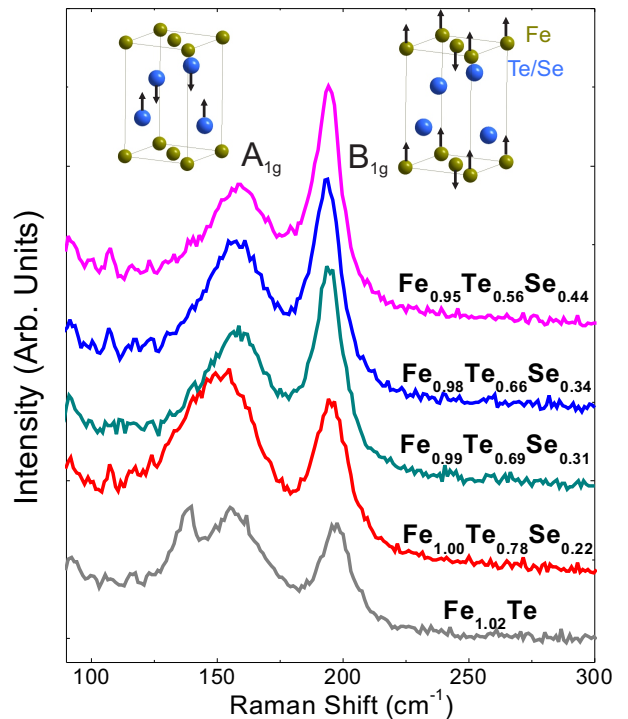 Fe
Te/Se
A1g
B1g
Fe0.95Te0.56Se0.44
Fe0.98Te0.66Se0.34
Fe0.99Te0.69Se0.31
Fe1.00Te0.78Se0.22
Fe1.02Te
Intensity (Arb. Units)
100 150 200 250 300
Raman Shift (cm-1)